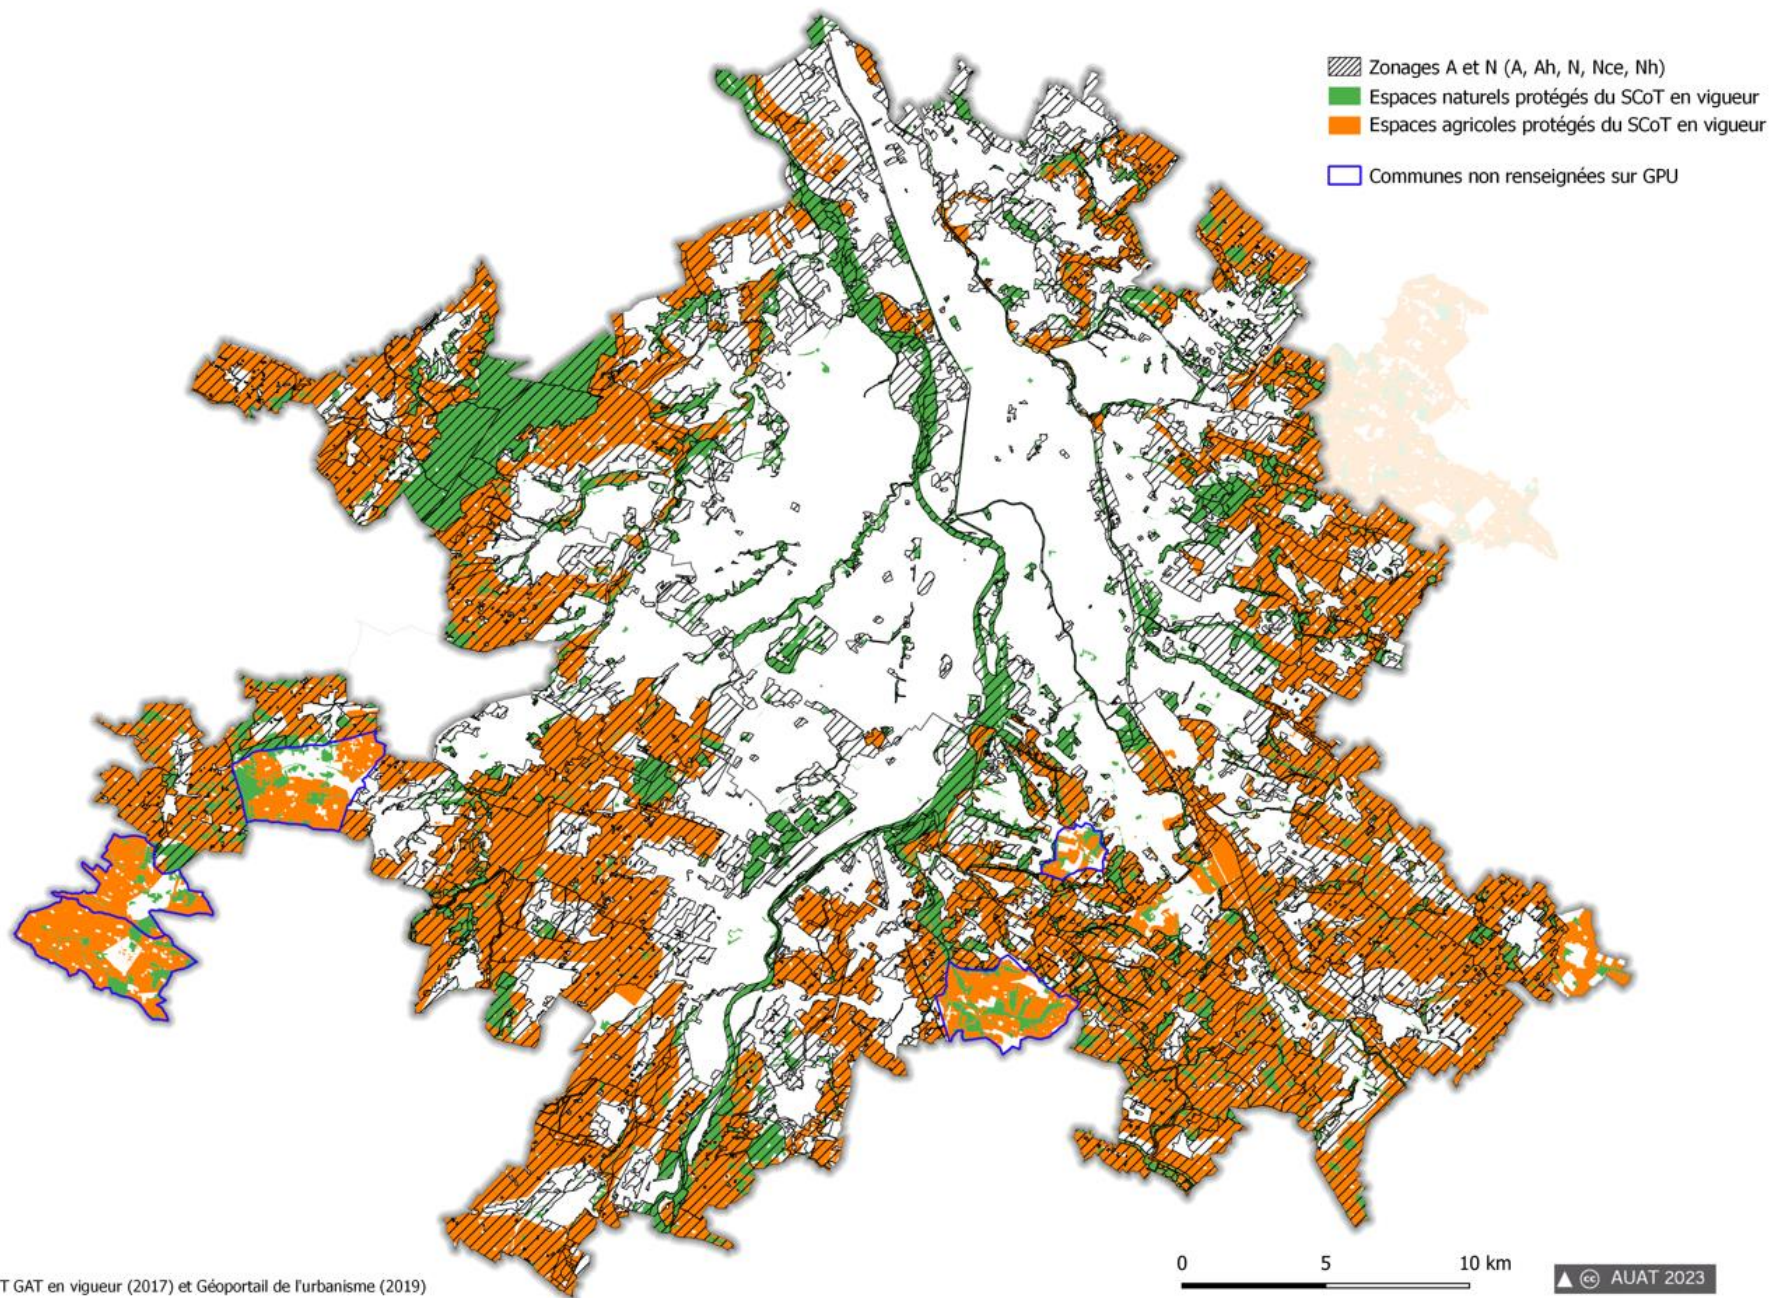 Zonages A et N (A, Ah, N, Nce, Nh)
Espaces naturels protégés du SCoT en vigueur
Espaces agricoles protégés du SCoT en vigueur
Communes non renseignées sur GPU
0 5 10 km
T GAT en vigueur (2017) et Géoportail de l'urbanisme (2019)
AUAT 2023